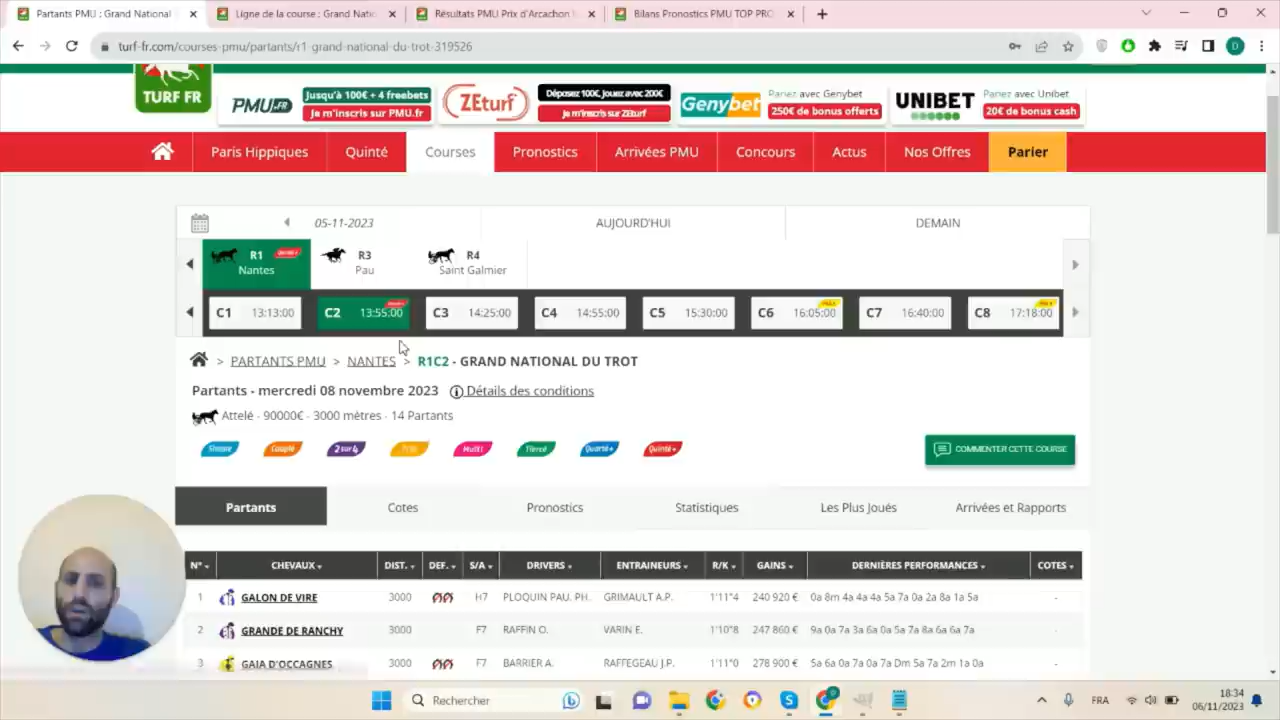 Partants PMU : Grand National
Ligne de la course : Grand Natio
Résultats PMU Prix d'Arcachon
Bilans Pronostics PMU TOP PRO
turf-fr.com/courses-pmu/partants/r1-grand-national-du-trot-319526
D
TURF FR
PMU.FR
Jusqu'à 100€ + 4 freebets
Je m'inscris sur PMU.fr
ZEturf
Déposez 100€, jouez avec 200€
Je m'inscris sur ZEturf
Genybet
Pariez avec Genybet
250€ de bonus offerts
UNIBET
Pariez avec Unibet
20€ de bonus cash
Paris Hippiques
Quinté
Courses
Pronostics
Arrivées PMU
Concours
Actus
Nos Offres
Parier
05-11-2023
AUJOURD'HUI
DEMAIN
R1
Quinté+
Nantes
R3
Pau
R4
Saint Galmier
C1 13:13:00
C2 13:55:00
C3 14:25:00
C4 14:55:00
C5 15:30:00
C6 16:05:00
C7 16:40:00
C8 17:18:00
> PARTANTS PMU > NANTES > R1C2 - GRAND NATIONAL DU TROT
Partants - mercredi 08 novembre 2023
Détails des conditions
Attelé - 90000€ - 3000 mètres - 14 Partants
Simple
Couplé
2 sur 4
Trio
Multi
Tiercé
Quarté+
Quinté+
COMMENTER CETTE COURSE
Partants
Cotes
Pronostics
Statistiques
Les Plus Joués
Arrivées et Rapports
N° CHEVAUX DIST. DEF. S/A DRIVERS ENTRAINEURS R/K GAINS DERNIÈRES PERFORMANCES COTES
1 GALON DE VIRE 3000 H7 PLOQUIN PAU. PH. GRIMAULT A.P. 1'11"4 240 920 € 0a 8m 4a 4a 4a 5a 7a 0a 2a 8a 1a 5a -
2 GRANDE DE RANCHY 3000 F7 RAFFIN O. VARIN E. 1'10"8 247 860 € 9a 0a 7a 3a 6a 0a 5a 7a 8a 6a 6a 7a -
3 GAIA D'OCCAGNES 3000 F7 BARRIER A. RAFFEGEAU J.P. 1'11"0 278 900 € 5a 6a 0a 7a 0a 7a Dm 5a 7a 2m 1a 0a -
Rechercher
FRA
18:34
06/11/2023